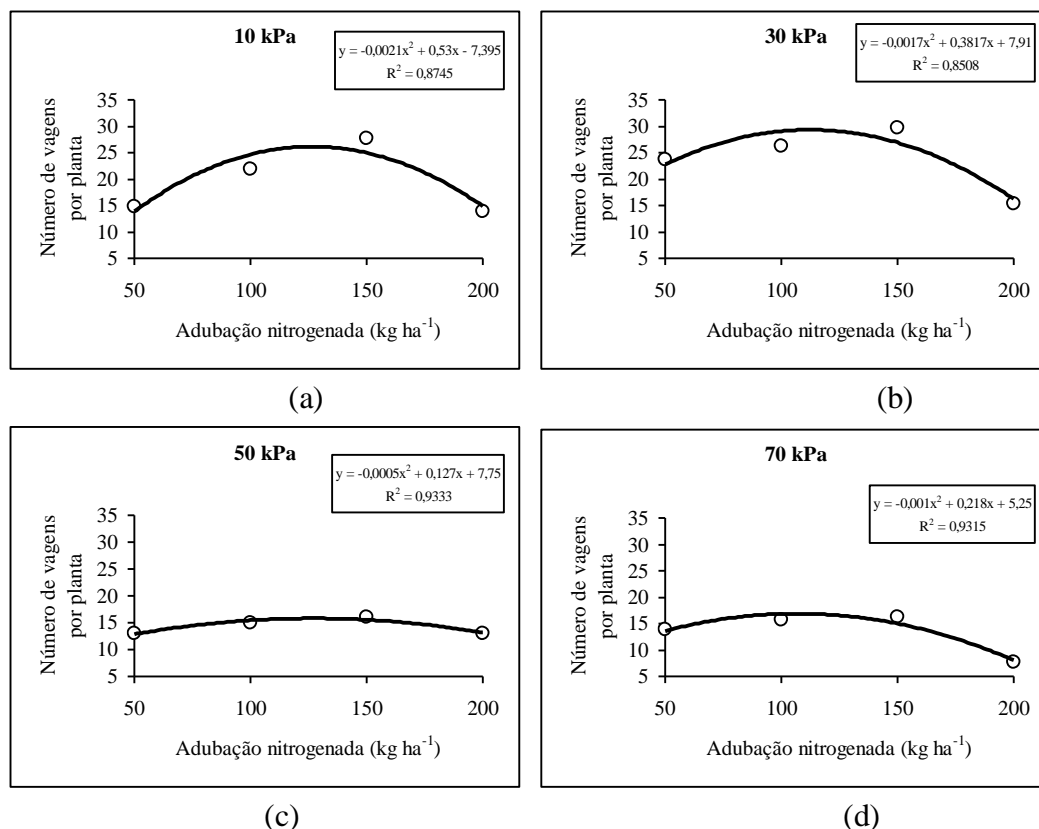 10 kPa
y = -0,0021x² + 0,53x - 7,395
R² = 0,8745
Número de vagens
por planta
35
30
25
20
15
10
5
50 100 150 200
Adubação nitrogenada (kg ha⁻¹)
(a)
30 kPa
y = -0,0017x² + 0,3817x + 7,91
R² = 0,8508
Número de vagens
por planta
35
30
25
20
15
10
5
50 100 150 200
Adubação nitrogenada (kg ha⁻¹)
(b)
50 kPa
y = -0,0005x² + 0,127x + 7,75
R² = 0,9333
Número de vagens
por planta
35
30
25
20
15
10
5
50 100 150 200
Adubação nitrogenada (kg ha⁻¹)
(c)
70 kPa
y = -0,001x² + 0,218x + 5,25
R² = 0,9315
Número de vagens
por planta
35
30
25
20
15
10
5
50 100 150 200
Adubação nitrogenada (kg ha⁻¹)
(d)